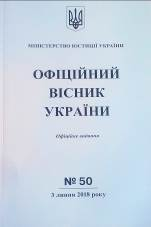 МІНІСТЕРСТВО ЮСТИЦІЇ УКРАЇНИ
ОФІЦІЙНИЙ
ВІСНИК
УКРАЇНИ
Офіційне видання
№ 50
3 липня 2018 року